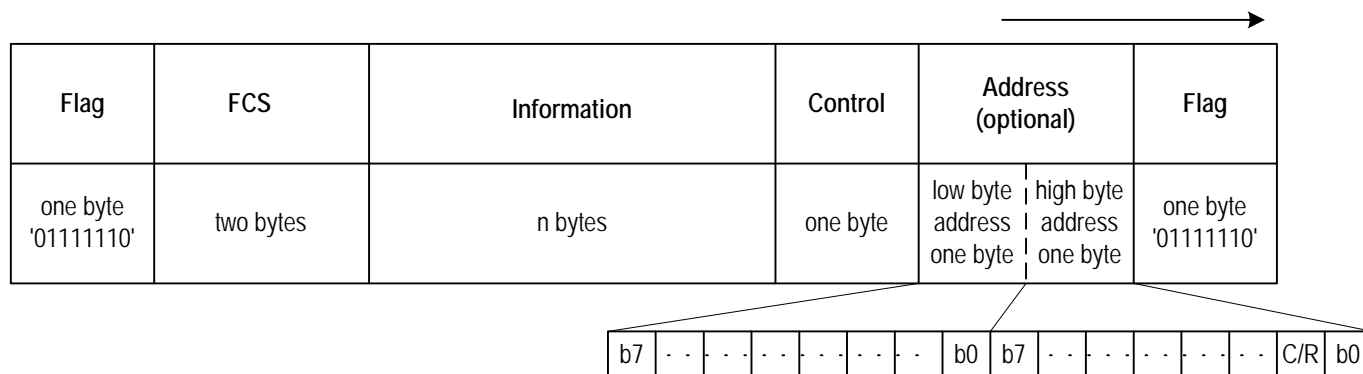 Flag
FCS
Information
Control
Address
(optional)
Flag
one byte
'01111110'
two bytes
n bytes
one byte
low byte
address
one byte
high byte
address
one byte
one byte
'01111110'
b7 b0 b7 C/R b0